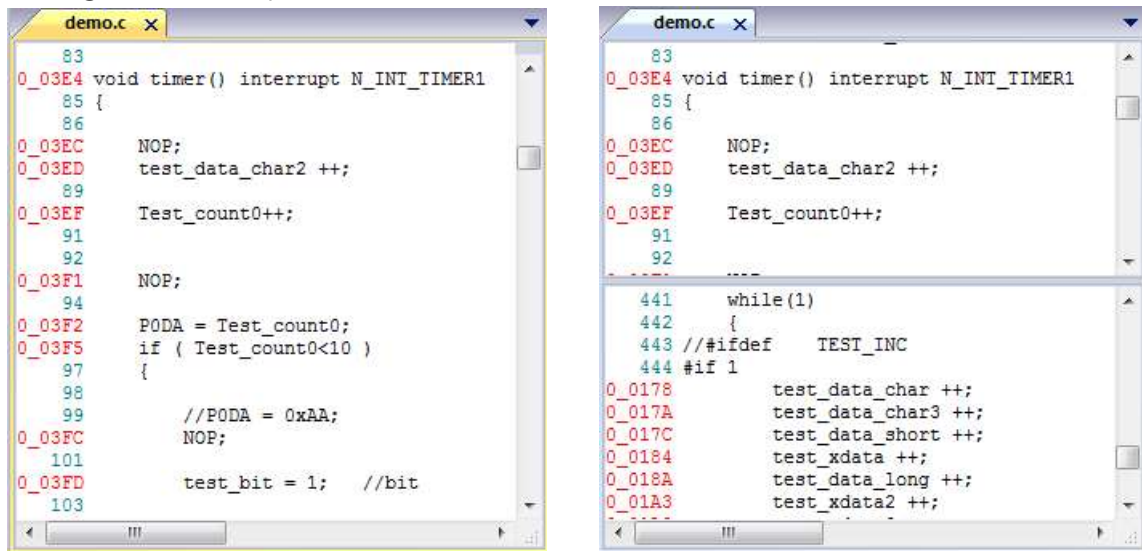 demo.c x
83
0_03E4 void timer() interrupt N_INT_TIMER1
85 {
86
0_03EC NOP;
0_03ED test_data_char2 ++;
89
0_03EF Test_count0++;
91
92
0_03F1 NOP;
94
0_03F2 P0DA = Test_count0;
0_03F5 if ( Test_count0<10 )
97 {
98
99 //P0DA = 0xAA;
0_03FC NOP;
101
0_03FD test_bit = 1; //bit
103
demo.c x
83
0_03E4 void timer() interrupt N_INT_TIMER1
85 {
86
0_03EC NOP;
0_03ED test_data_char2 ++;
89
0_03EF Test_count0++;
91
92
441 while(1)
442 {
443 //#ifdef TEST_INC
444 #if 1
0_0178 test_data_char ++;
0_017A test_data_char3 ++;
0_017C test_data_short ++;
0_0184 test_xdata ++;
0_018A test_data_long ++;
0_01A3 test_xdata2 ++;